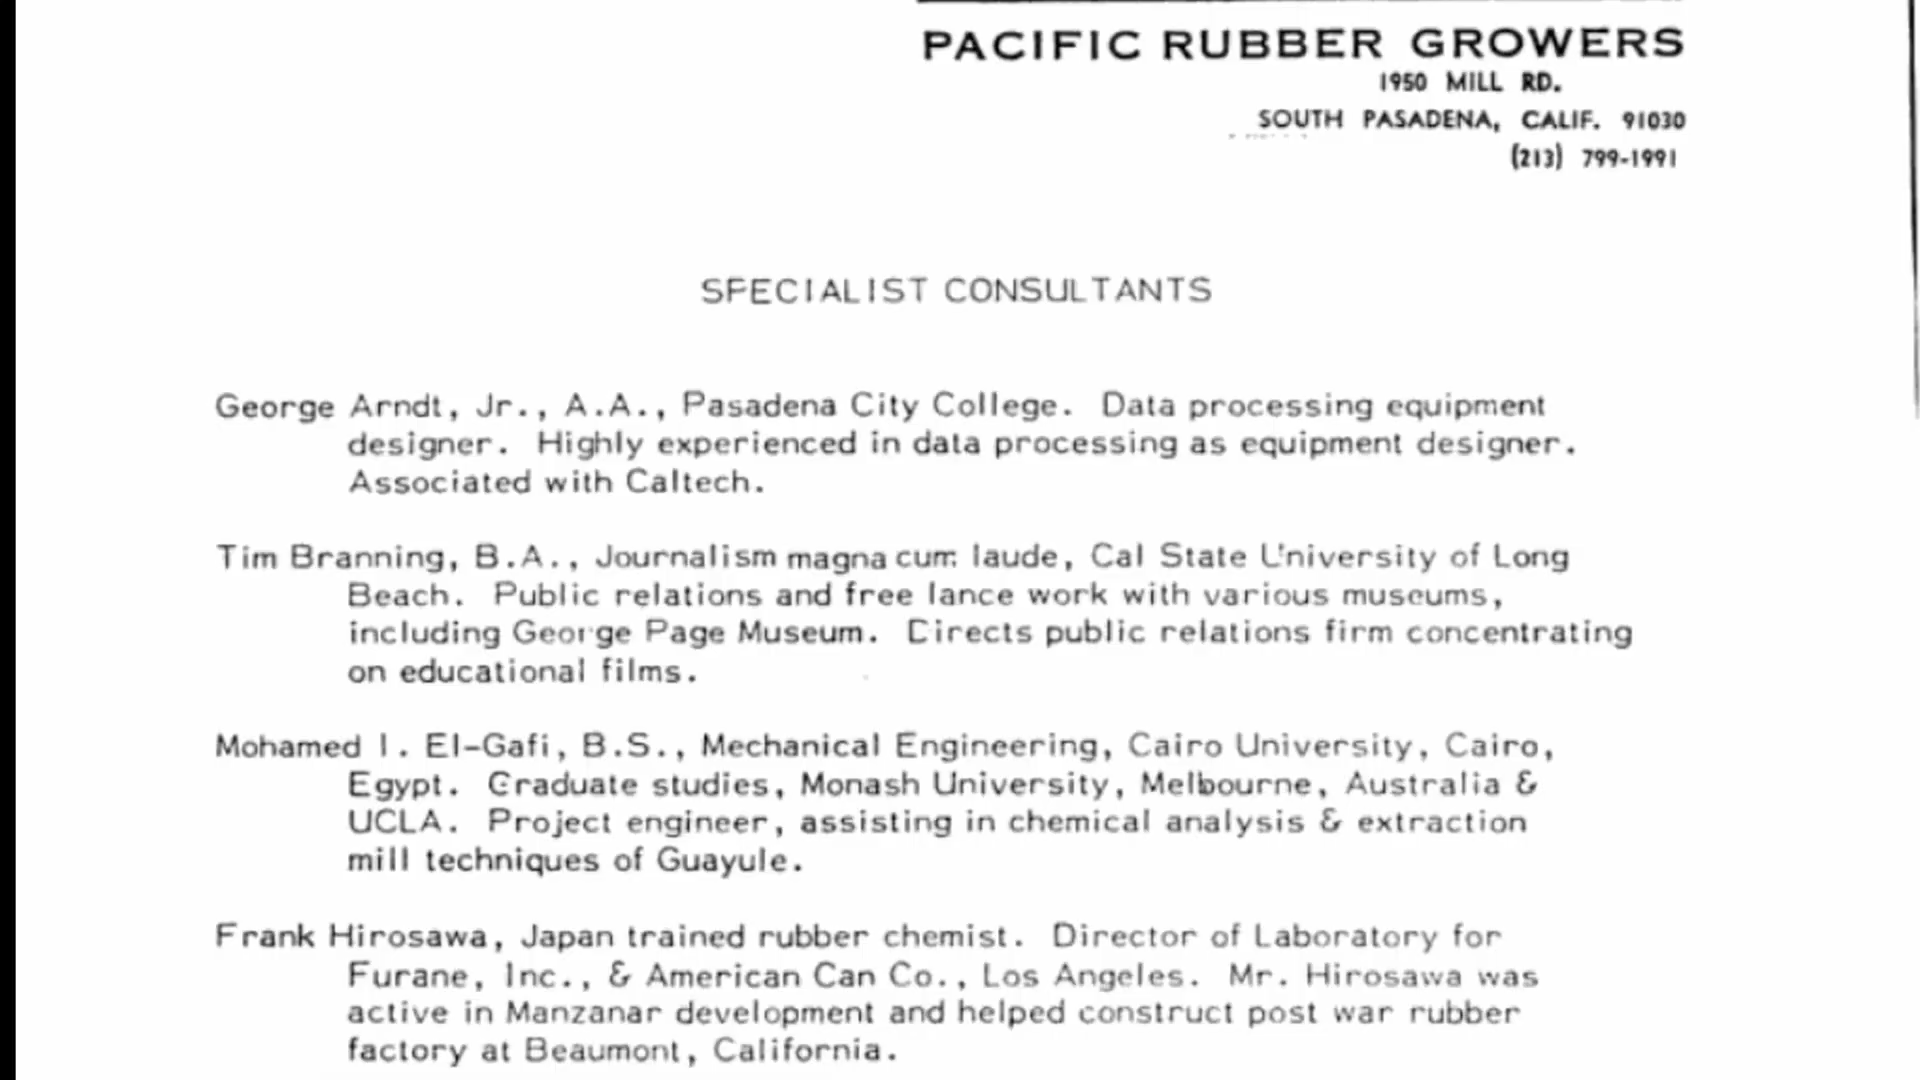 PACIFIC RUBBER GROWERS
1950 MILL RD.
SOUTH PASADENA, CALIF. 91030
(213) 799-1991
SPECIALIST CONSULTANTS
George Arndt, Jr., A.A., Pasadena City College. Data processing equipment
designer. Highly experienced in data processing as equipment designer.
Associated with Caltech.
Tim Branning, B.A., Journalism magna cum laude, Cal State University of Long
Beach. Public relations and free lance work with various museums,
including George Page Museum. Directs public relations firm concentrating
on educational films.
Mohamed I. El-Gafi, B.S., Mechanical Engineering, Cairo University, Cairo,
Egypt. Graduate studies, Monash University, Melbourne, Australia &
UCLA. Project engineer, assisting in chemical analysis & extraction
mill techniques of Guayule.
Frank Hirosawa, Japan trained rubber chemist. Director of Laboratory for
Furane, Inc., & American Can Co., Los Angeles. Mr. Hirosawa was
active in Manzanar development and helped construct post war rubber
factory at Beaumont, California.